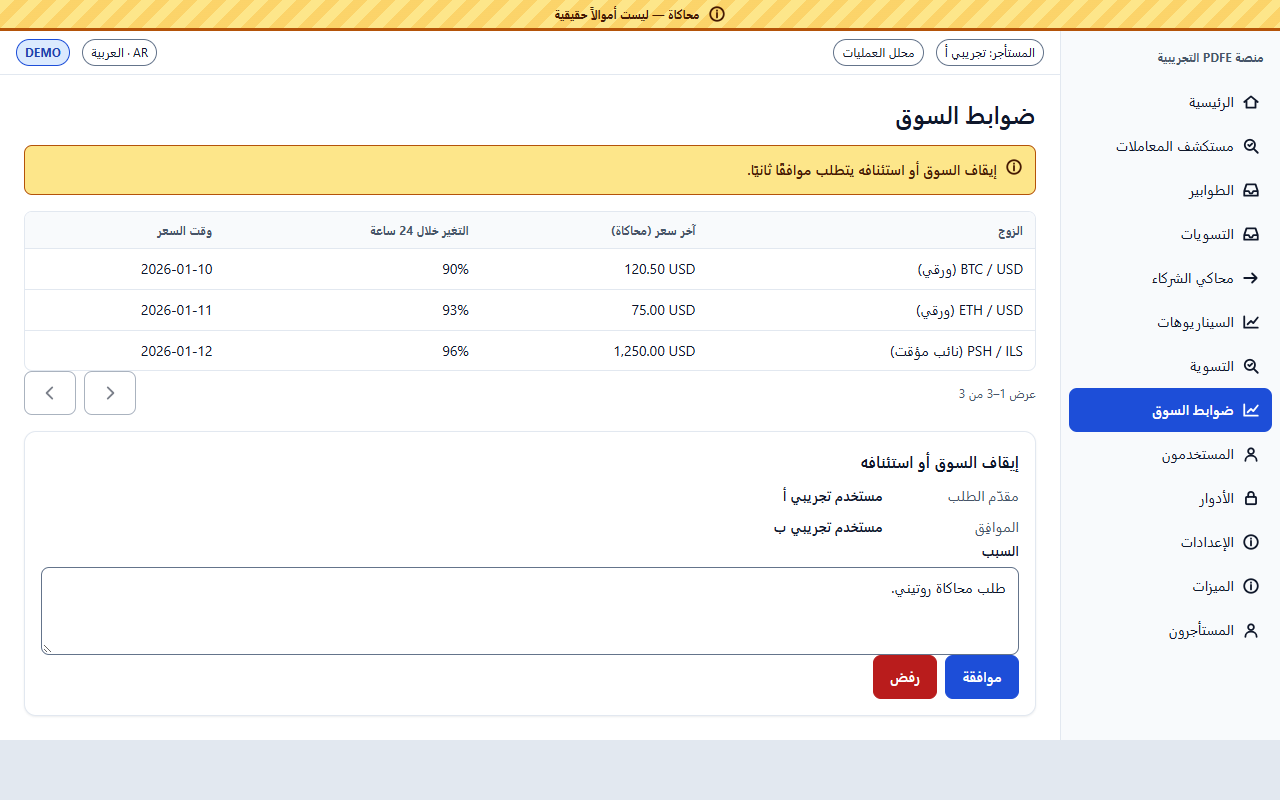 محاكاة — ليست أموالاً حقيقية
منصة PDFE التجريبية
الرئيسية
مستكشف المعاملات
الطوابير
التسويات
محاكي الشركاء
السيناريوهات
التسوية
ضوابط السوق
المستخدمون
الأدوار
الإعدادات
الميزات
المستأجرون
المستأجر: تجريبي أ
محلل العمليات
AR · العربية
DEMO
ضوابط السوق
إيقاف السوق أو استئنافه يتطلب موافقًا ثانيًا.
الزوج آخر سعر (محاكاة) التغير خلال 24 ساعة وقت السعر
BTC / USD (ورقي) 120.50 USD 90% 2026-01-10
ETH / USD (ورقي) 75.00 USD 93% 2026-01-11
PSH / ILS (نائب مؤقت) 1,250.00 USD 96% 2026-01-12
عرض 1–3 من 3
إيقاف السوق أو استئنافه
مقدّم الطلب مستخدم تجريبي أ
الموافِق مستخدم تجريبي ب
السبب
طلب محاكاة روتيني.
موافقة رفض